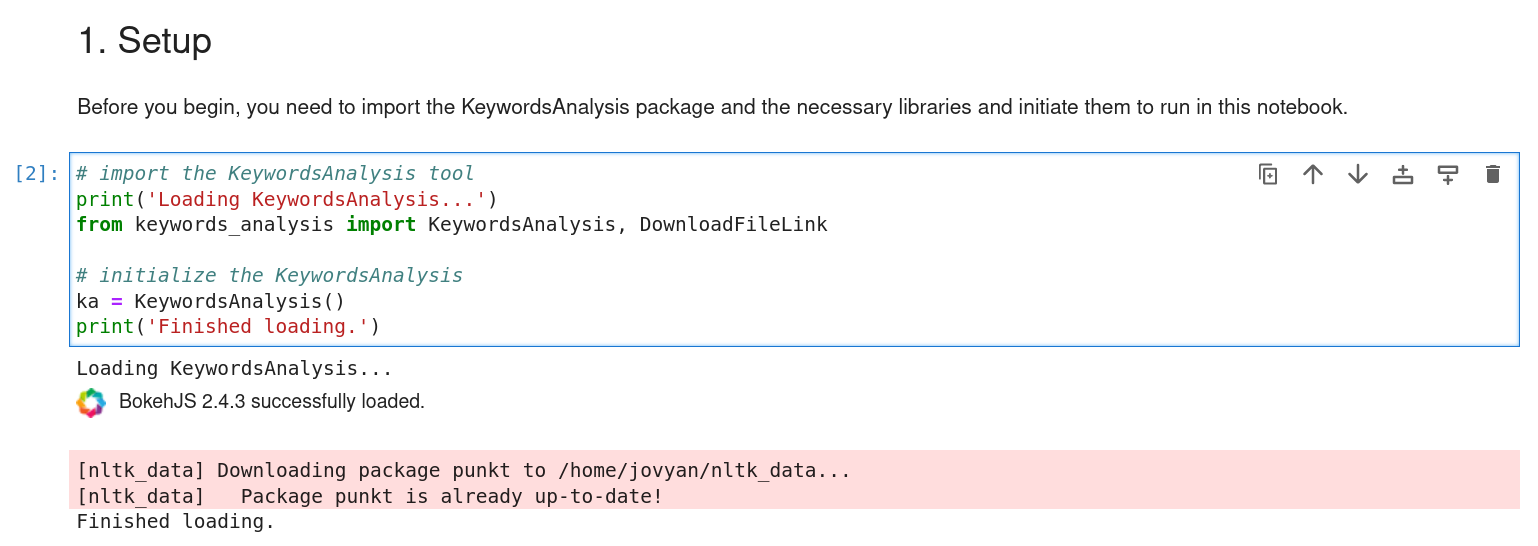 1. Setup
Before you begin, you need to import the KeywordsAnalysis package and the necessary libraries and initiate them to run in this notebook.
[2]:
# import the KeywordsAnalysis tool
print('Loading KeywordsAnalysis...')
from keywords_analysis import KeywordsAnalysis, DownloadFileLink
# initialize the KeywordsAnalysis
ka = KeywordsAnalysis()
print('Finished loading.')
Loading KeywordsAnalysis...
BokehJS 2.4.3 successfully loaded.
[nltk_data] Downloading package punkt to /home/jovyan/nltk_data...
[nltk_data]   Package punkt is already up-to-date!
Finished loading.